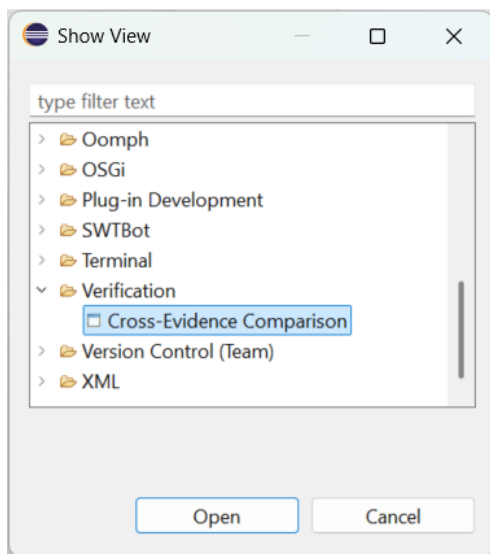 Show View
type filter text
Oomph
OSGi
Plug-in Development
SWTBot
Terminal
Verification
Cross-Evidence Comparison
Version Control (Team)
XML
Open Cancel